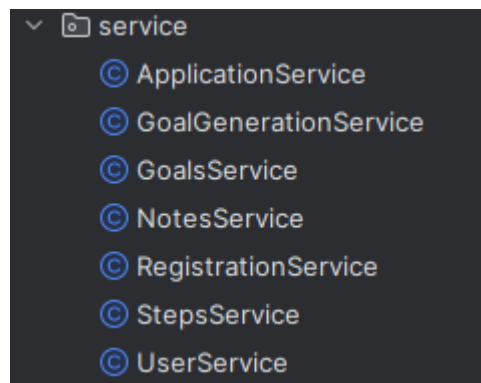 service
ApplicationService
GoalGenerationService
GoalsService
NotesService
RegistrationService
StepsService
UserService